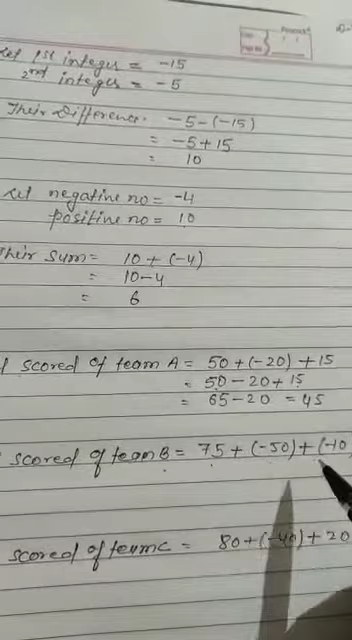 1st integer = -15
2nd integer = -5
Their Difference. -5-(-15)
= -5+15
= 10
Let negative no = -4
positive no = 10
Their Sum = 10 + (-4)
= 10-4
= 6
scored of team A = 50+(-20) +15
= 50-20+15
= 65-20 = 45
scored of team B = 75+(-50)+(-10
scored of team C = 80+(-40)+20